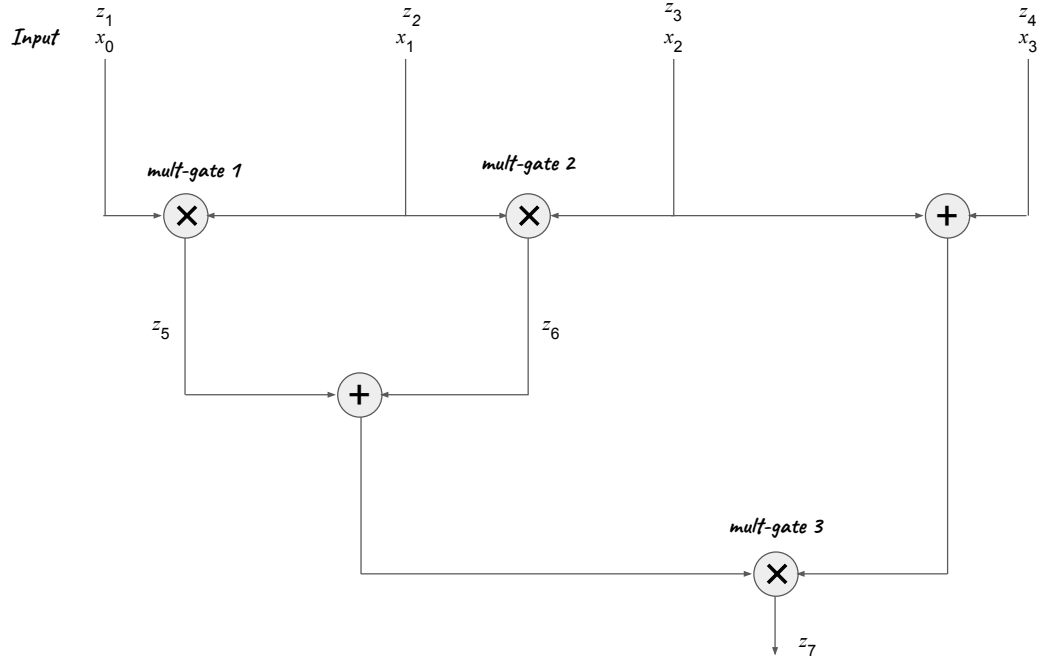 z1 z2 z3 z4
Input x0 x1 x2 x3
mult-gate 1 mult-gate 2
× × +
z5 z6
+
mult-gate 3
×
z7